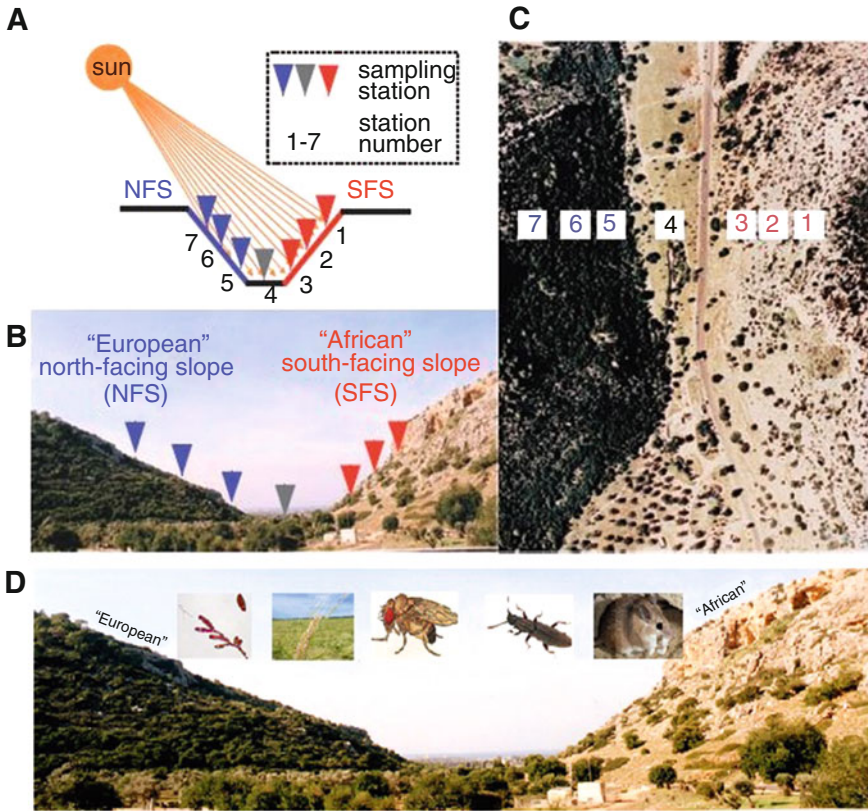 A
sun
sampling
station
1-7
station
number
NFS
SFS
7
6
5
4
3
2
1
B
"European"
north-facing slope
(NFS)
"African"
south-facing slope
(SFS)
C
7
6
5
4
3
2
1
D
"European"
"African"